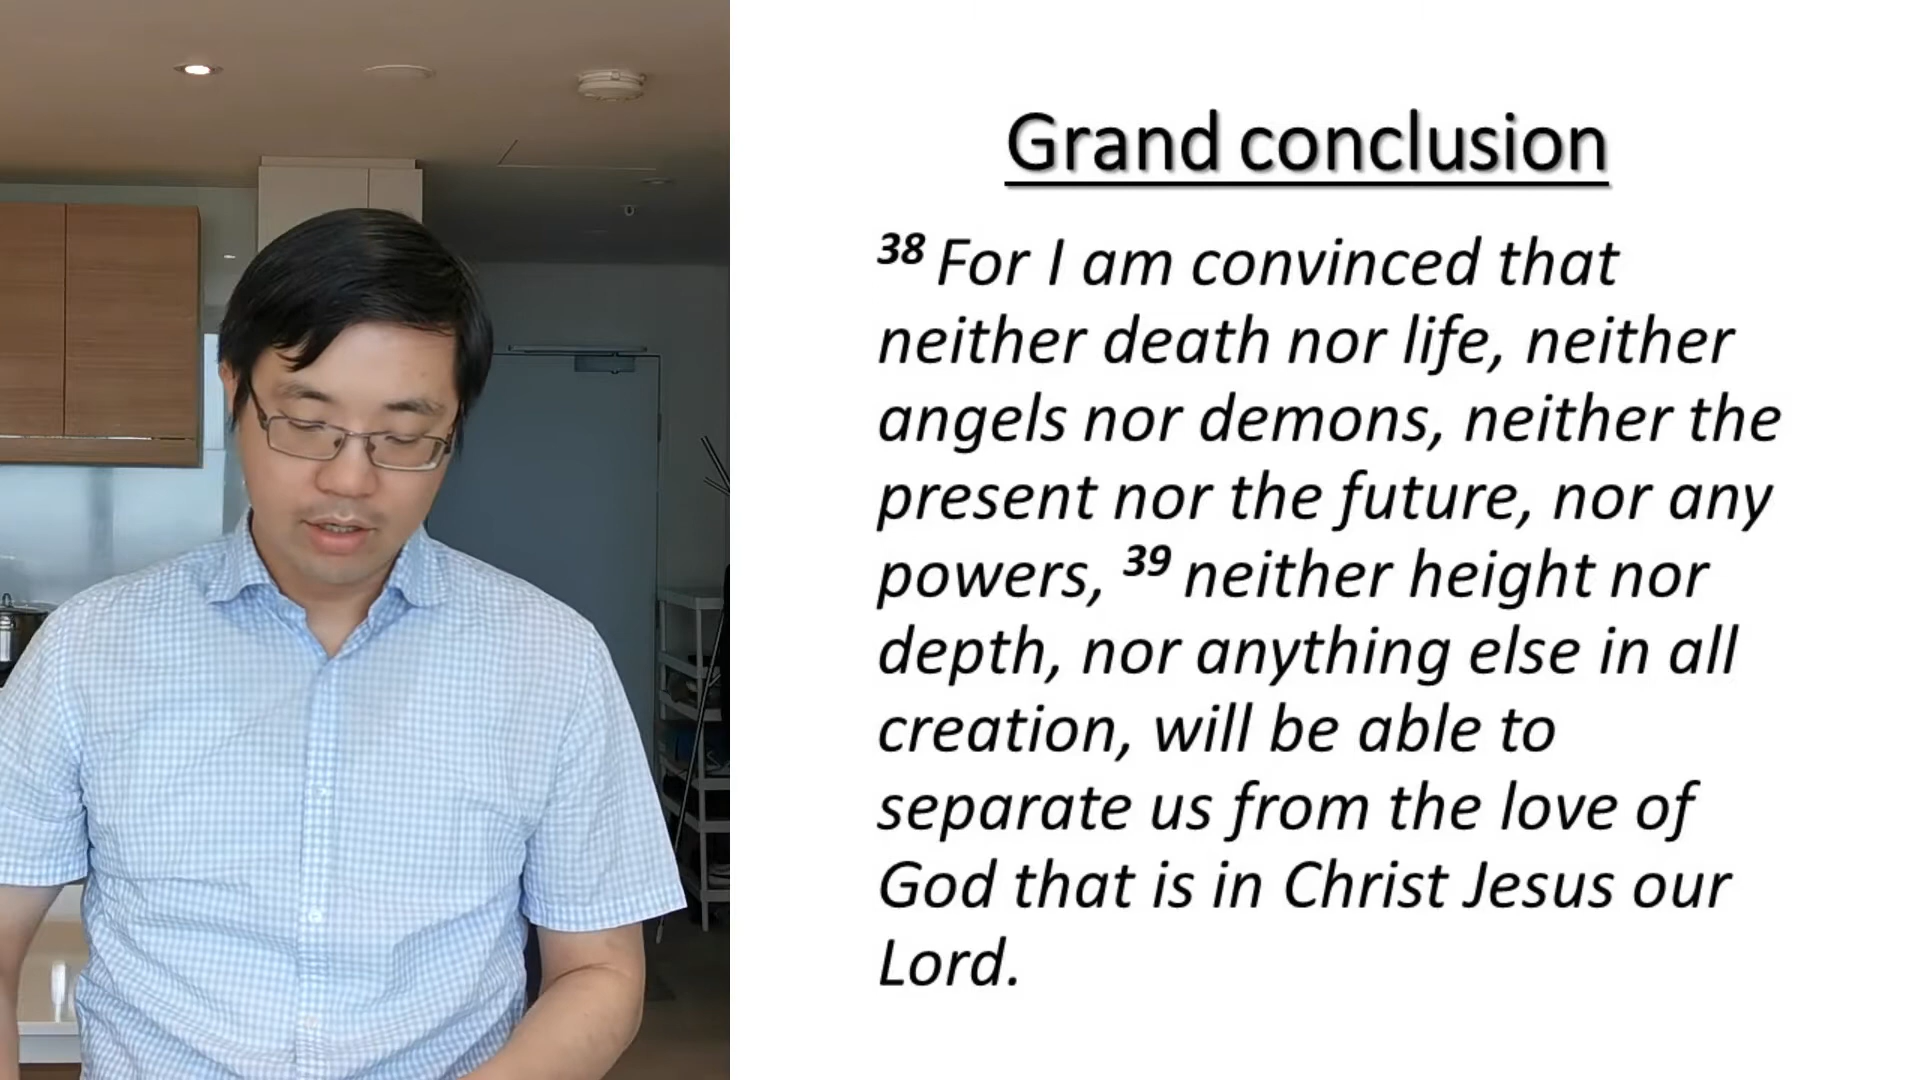 Grand conclusion
38 For I am convinced that
neither death nor life, neither
angels nor demons, neither the
present nor the future, nor any
powers, 39 neither height nor
depth, nor anything else in all
creation, will be able to
separate us from the love of
God that is in Christ Jesus our
Lord.